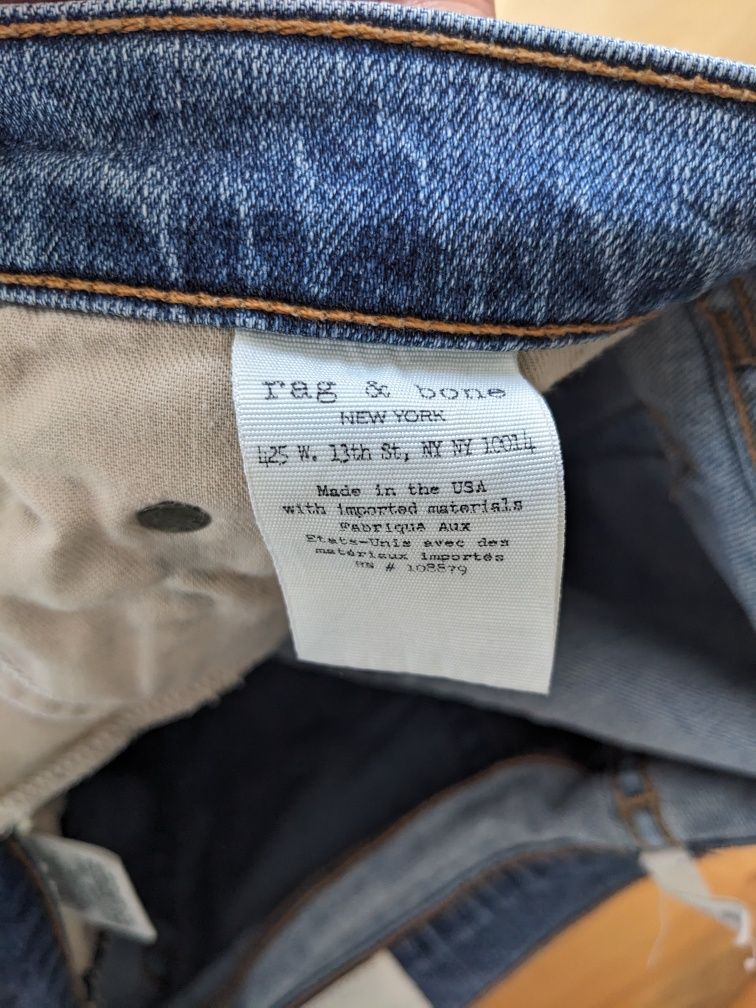 rag & bone
NEW YORK
425 W. 13th St, NY NY 10014
Made in the USA
with imported materials
Fabriqua Aux
Etats-Unis avec des
matériaux importés
RN # 108879